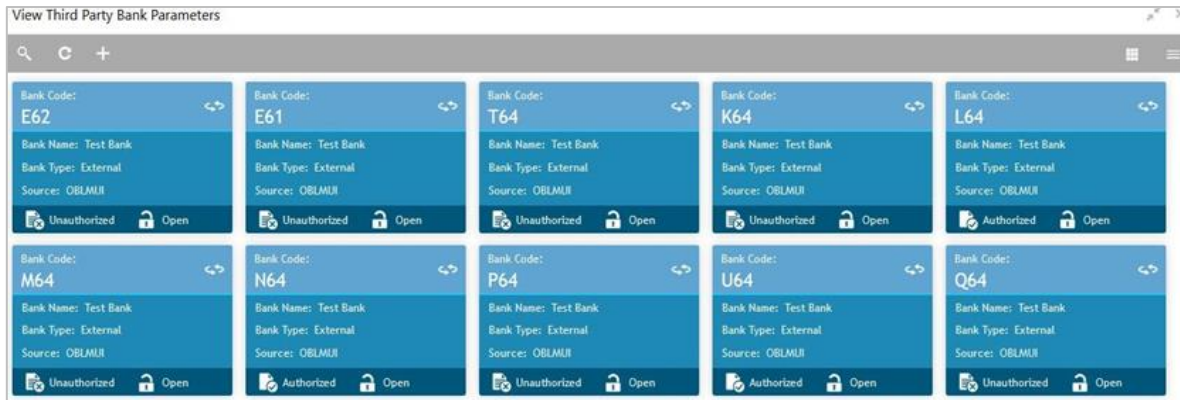 View Third Party Bank Parameters
Bank Code:
E62
Bank Name: Test Bank
Bank Type: External
Source: OBLMUI
Unauthorized Open
Bank Code:
E61
Bank Name: Test Bank
Bank Type: External
Source: OBLMUI
Unauthorized Open
Bank Code:
T64
Bank Name: Test Bank
Bank Type: External
Source: OBLMUI
Unauthorized Open
Bank Code:
K64
Bank Name: Test Bank
Bank Type: External
Source: OBLMUI
Unauthorized Open
Bank Code:
L64
Bank Name: Test Bank
Bank Type: External
Source: OBLMUI
Authorized Open
Bank Code:
M64
Bank Name: Test Bank
Bank Type: External
Source: OBLMUI
Unauthorized Open
Bank Code:
N64
Bank Name: Test Bank
Bank Type: External
Source: OBLMUI
Authorized Open
Bank Code:
P64
Bank Name: Test Bank
Bank Type: External
Source: OBLMUI
Unauthorized Open
Bank Code:
U64
Bank Name: Test Bank
Bank Type: External
Source: OBLMUI
Authorized Open
Bank Code:
Q64
Bank Name: Test Bank
Bank Type: External
Source: OBLMUI
Unauthorized Open